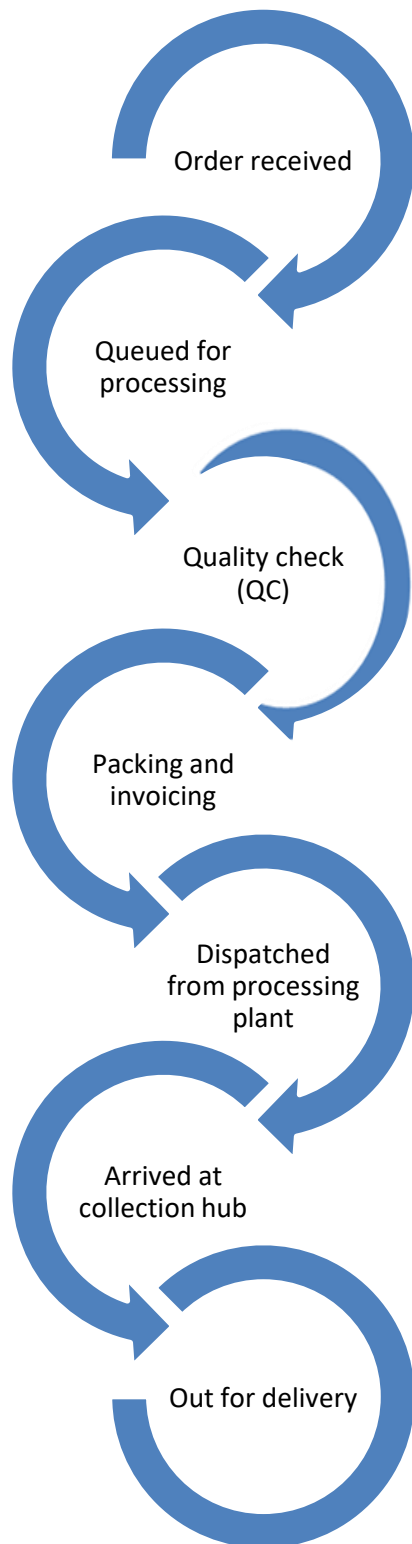 Order received
Queued for
processing
Quality check
(QC)
Packing and
invoicing
Dispatched
from processing
plant
Arrived at
collection hub
Out for delivery